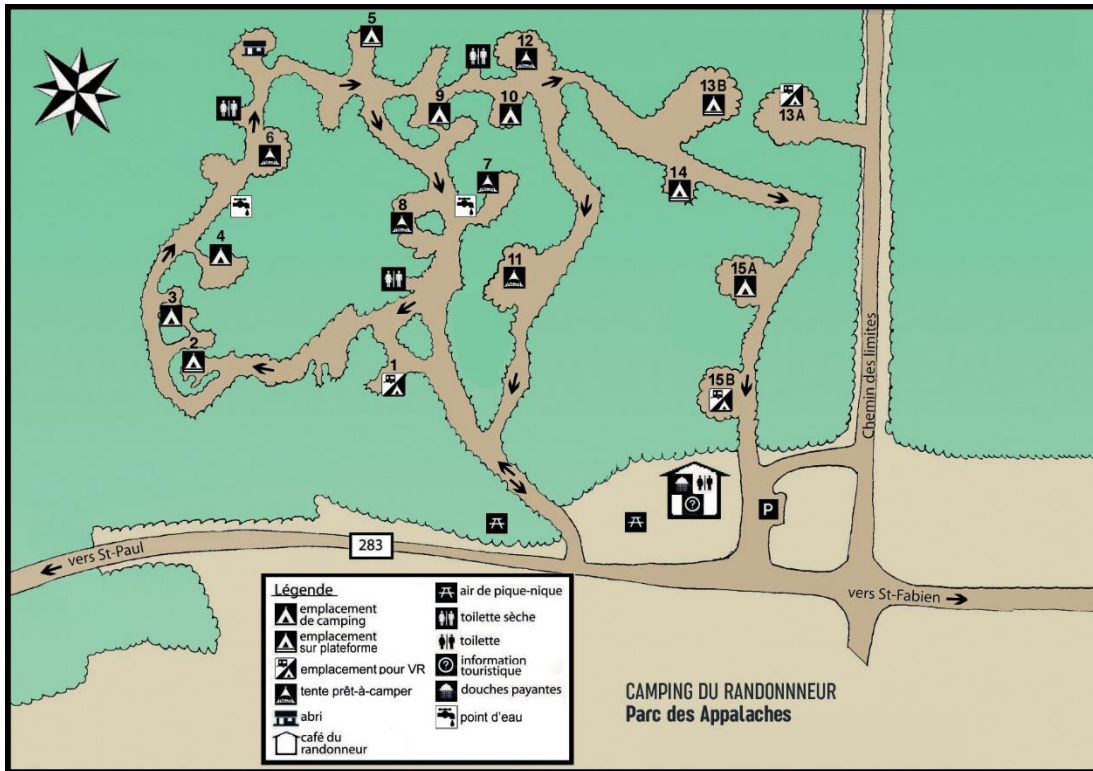 5
12
9
10
13B
13A
6
7
14
8
4
11
15A
3
2
1
15B
Chemin des limites
P
?
283
vers St-Paul
vers St-Fabien
Légende
emplacement
de camping
emplacement
sur plateforme
emplacement pour VR
tente prêt-à-camper
abri
café du
randonneur
air de pique-nique
toilette sèche
toilette
?
information
touristique
douches payantes
point d'eau
CAMPING DU RANDONNNEUR
Parc des Appalaches